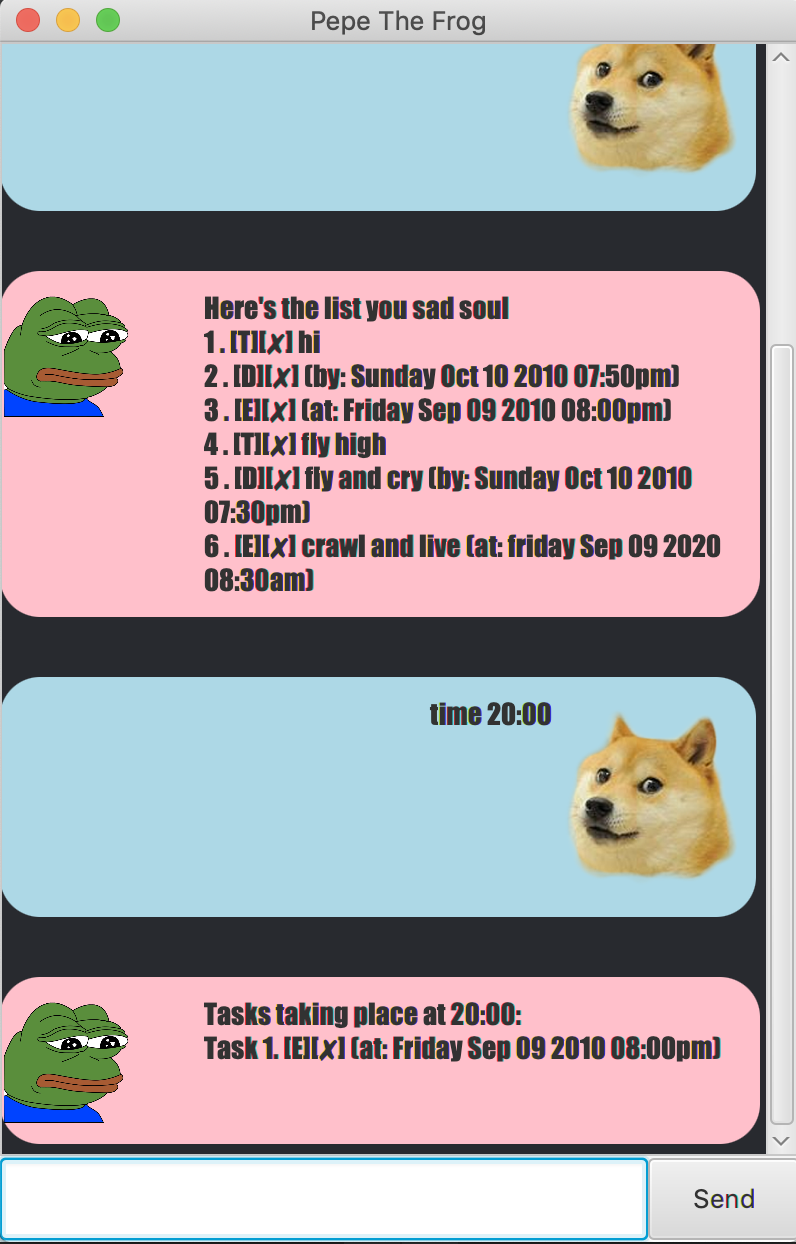 Pepe The Frog
Here's the list you sad soul
1 . [T][✘] hi
2 . [D][✘] (by: Sunday Oct 10 2010 07:50pm)
3 . [E][✘] (at: Friday Sep 09 2010 08:00pm)
4 . [T][✘] fly high
5 . [D][✘] fly and cry (by: Sunday Oct 10 2010
07:30pm)
6 . [E][✘] crawl and live (at: friday Sep 09 2020
08:30am)
time 20:00
Tasks taking place at 20:00:
Task 1. [E][✘] (at: Friday Sep 09 2010 08:00pm)
Send